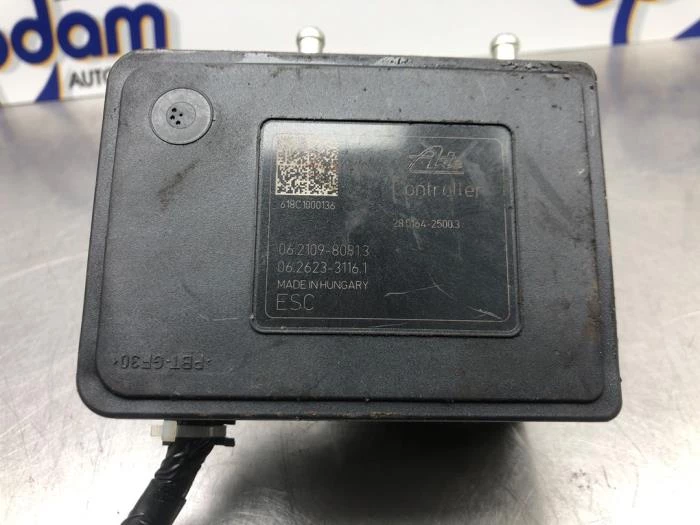 odam
AUTO
Ate
Controller
618C1000136
28.5164-2500.3
06.2109-8081.3
06.2623-3116.1
MADE IN HUNGARY
ESC
>PBT-GF30<